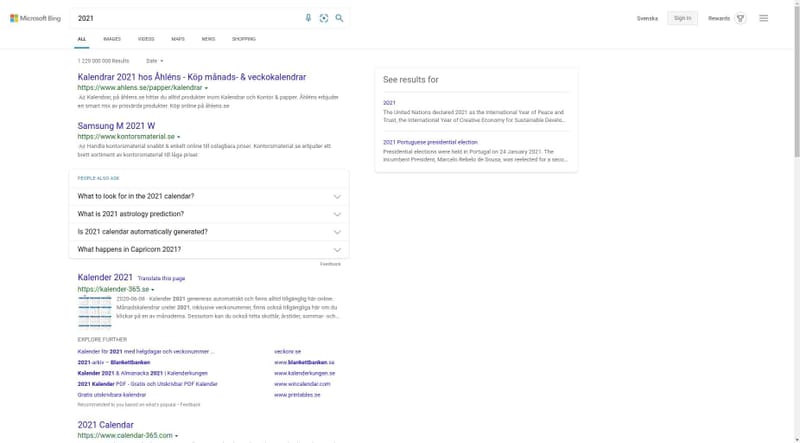 Microsoft Bing
2021
Svenska
Sign in
Rewards
ALL
IMAGES
VIDEOS
MAPS
NEWS
SHOPPING
1 220 000 000 Results
Date
Kalendrar 2021 hos Åhléns - Köp månads- & veckokalendrar
https://www.ahlens.se/papper/kalendrar
Ad Kalendrar, på åhlens.se hittar du alltid produkter inom Kalendrar och Kontor & papper. Åhléns erbjuder
en smart mix av prisvärda produkter. Köp online på åhlens.se
Samsung M 2021 W
https://www.kontorsmaterial.se
Ad Handla kontorsmaterial snabbt & enkelt online till oslagbara priser. Kontorsmaterial.se erbjuder ett
brett sortiment av kontorsmaterial till låga priser
PEOPLE ALSO ASK
What to look for in the 2021 calendar?
What is 2021 astrology prediction?
Is 2021 calendar automatically generated?
What happens in Capricorn 2021?
Feedback
Kalender 2021 Translate this page
https://kalender-365.se
2020-06-08 · Kalender 2021 genereras automatiskt och finns alltid tillgänglig här online.
Månadskalendrar under 2021, inklusive veckonummer, finns också tillgängliga här om du
klickar på en av månaderna. Dessutom kan du också hitta skottår, årstider, sommar- och...
EXPLORE FURTHER
Kalender för 2021 med helgdagar och veckonummer ...
veckonr.se
2021-arkiv – Blankettbanken
www.blankettbanken.se
Kalender 2021 & Almanacka 2021 | Kalenderkungen
www.kalenderkungen.se
2021 Kalender PDF - Gratis och Utskrivbar PDF Kalender
www.wincalendar.com
Gratis utskrivbara kalendrar
www.printables.se
Recommended to you based on what's popular • Feedback
2021 Calendar
https://www.calendar-365.com
See results for
2021
The United Nations declared 2021 as the International Year of Peace and
Trust, the International Year of Creative Economy for Sustainable Develo...
2021 Portuguese presidential election
Presidential elections were held in Portugal on 24 January 2021. The
incumbent President, Marcelo Rebelo de Sousa, was reelected for a seco...